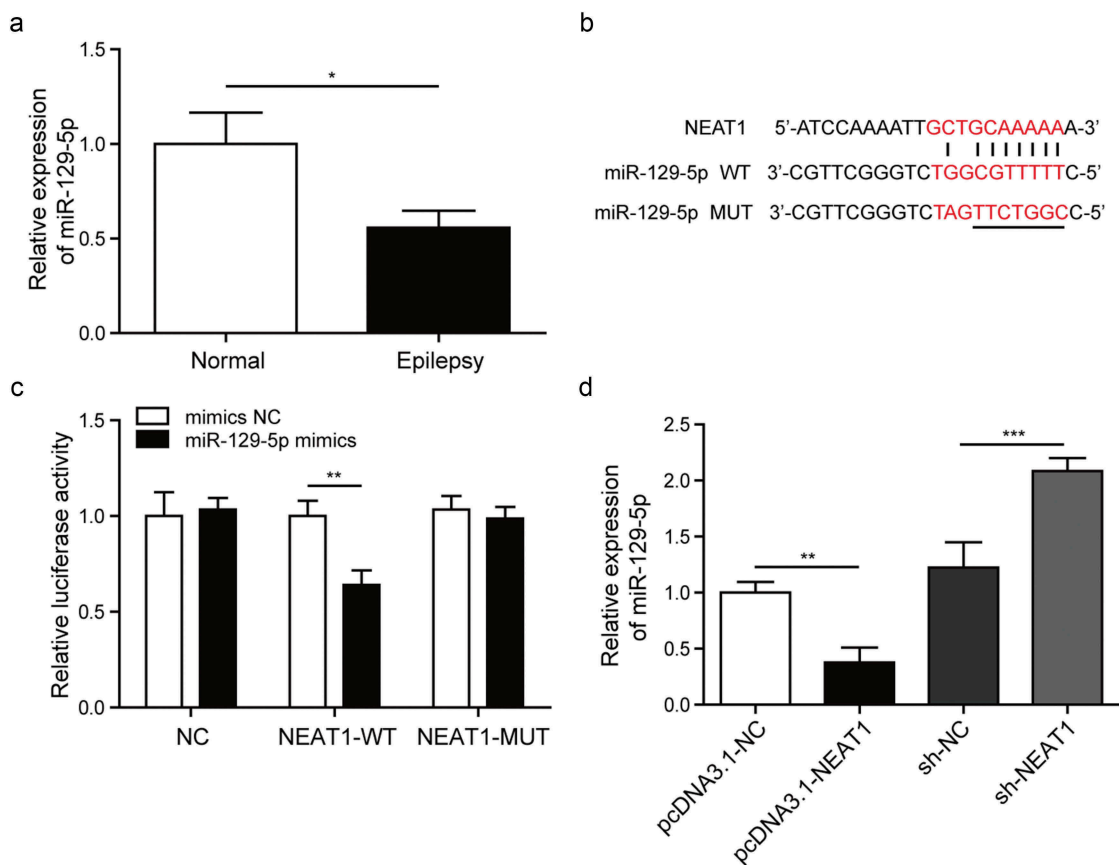 a
Relative expression
of miR-129-5p
1.5
1.0
0.5
0.0
*
Normal
Epilepsy
b
NEAT1 5’-ATCCAAAATTGCTGCAAAAAA-3’
miR-129-5p WT 3’-CGTTCGGGTCTGGCGTTTTTC-5’
miR-129-5p MUT 3’-CGTTCGGGTCTAGTTCTGGCC-5’
c
mimics NC
miR-129-5p mimics
Relative luciferase activity
1.5
1.0
0.5
0.0
**
NC
NEAT1-WT
NEAT1-MUT
d
Relative expression
of miR-129-5p
2.5
2.0
1.5
1.0
0.5
0.0
**
***
pcDNA3.1-NC
pcDNA3.1-NEAT1
sh-NC
sh-NEAT1